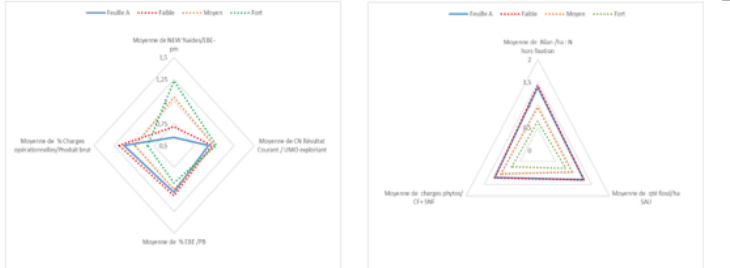 Feuille A Faible Moyen Fort
Moyenne de NEW %aides/EBE-
pm
1,5
1,25
0,75
0,5
Moyenne de % Charges
opérationnelles/Produit brut
Moyenne de CN Résultat
Courant / UMO exploitant
Moyenne de % EBE /PB
Feuille A Faible Moyen Fort
Moyenne de Bilan /ha : N
hors fixation
2
1,5
0,5
0
Moyenne de charges phytos/
CF+ SNF
Moyenne de qté fioul/ha
SAU